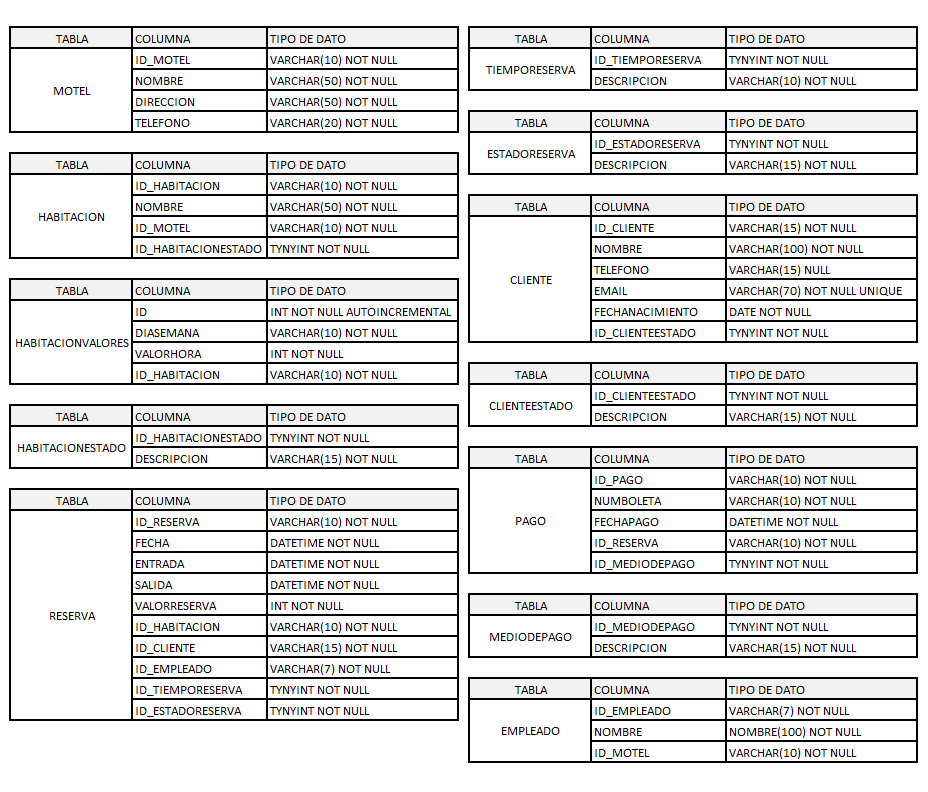 TABLA COLUMNA TIPO DE DATO
MOTEL
ID_MOTEL VARCHAR(10) NOT NULL
NOMBRE VARCHAR(50) NOT NULL
DIRECCION VARCHAR(50) NOT NULL
TELEFONO VARCHAR(20) NOT NULL
TABLA COLUMNA TIPO DE DATO
HABITACION
ID_HABITACION VARCHAR(10) NOT NULL
NOMBRE VARCHAR(50) NOT NULL
ID_MOTEL VARCHAR(10) NOT NULL
ID_HABITACIONESTADO TYNYINT NOT NULL
TABLA COLUMNA TIPO DE DATO
HABITACIONVALORES
ID INT NOT NULL AUTOINCREMENTAL
DIASEMANA VARCHAR(10) NOT NULL
VALORHORA INT NOT NULL
ID_HABITACION VARCHAR(10) NOT NULL
TABLA COLUMNA TIPO DE DATO
HABITACIONESTADO
ID_HABITACIONESTADO TYNYINT NOT NULL
DESCRIPCION VARCHAR(15) NOT NULL
TABLA COLUMNA TIPO DE DATO
RESERVA
ID_RESERVA VARCHAR(10) NOT NULL
FECHA DATETIME NOT NULL
ENTRADA DATETIME NOT NULL
SALIDA DATETIME NOT NULL
VALORRESERVA INT NOT NULL
ID_HABITACION VARCHAR(10) NOT NULL
ID_CLIENTE VARCHAR(15) NOT NULL
ID_EMPLEADO VARCHAR(7) NOT NULL
ID_TIEMPORESERVA TYNYINT NOT NULL
ID_ESTADORESERVA TYNYINT NOT NULL
TABLA COLUMNA TIPO DE DATO
TIEMPORESERVA
ID_TIEMPORESERVA TYNYINT NOT NULL
DESCRIPCION VARCHAR(10) NOT NULL
TABLA COLUMNA TIPO DE DATO
ESTADORESERVA
ID_ESTADORESERVA TYNYINT NOT NULL
DESCRIPCION VARCHAR(15) NOT NULL
TABLA COLUMNA TIPO DE DATO
CLIENTE
ID_CLIENTE VARCHAR(15) NOT NULL
NOMBRE VARCHAR(100) NOT NULL
TELEFONO VARCHAR(15) NULL
EMAIL VARCHAR(70) NOT NULL UNIQUE
FECHANACIMIENTO DATE NOT NULL
ID_CLIENTEESTADO TYNYINT NOT NULL
TABLA COLUMNA TIPO DE DATO
CLIENTEESTADO
ID_CLIENTEESTADO TYNYINT NOT NULL
DESCRIPCION VARCHAR(15) NOT NULL
TABLA COLUMNA TIPO DE DATO
PAGO
ID_PAGO VARCHAR(10) NOT NULL
NUMBOLETA VARCHAR(10) NOT NULL
FECHAPAGO DATETIME NOT NULL
ID_RESERVA VARCHAR(10) NOT NULL
ID_MEDIODEPAGO TYNYINT NOT NULL
TABLA COLUMNA TIPO DE DATO
MEDIODEPAGO
ID_MEDIODEPAGO TYNYINT NOT NULL
DESCRIPCION VARCHAR(15) NOT NULL
TABLA COLUMNA TIPO DE DATO
EMPLEADO
ID_EMPLEADO VARCHAR(7) NOT NULL
NOMBRE NOMBRE(100) NOT NULL
ID_MOTEL VARCHAR(10) NOT NULL